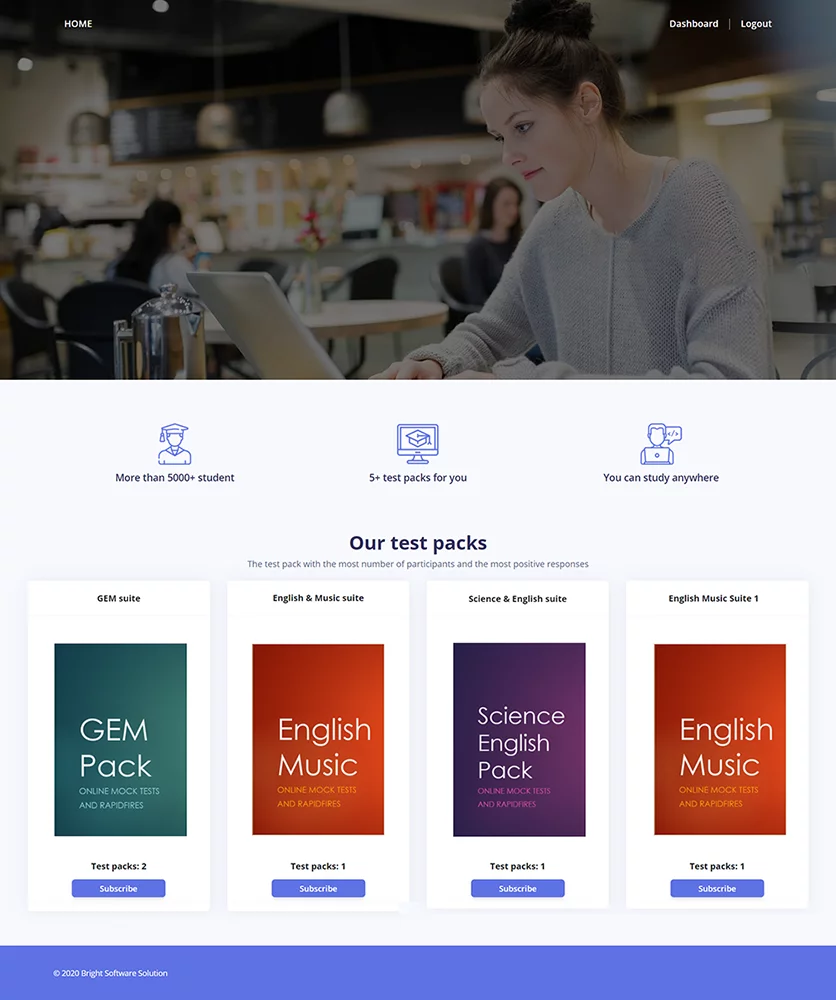 HOME
Dashboard | Logout
More than 5000+ student
5+ test packs for you
</>
You can study anywhere
Our test packs
The test pack with the most number of participants and the most positive responses
GEM suite
GEM
Pack
ONLINE MOCK TESTS
AND RAPIDFIRES
Test packs: 2
Subscribe
English & Music suite
English
Music
ONLINE MOCK TESTS
AND RAPIDFIRES
Test packs: 1
Subscribe
Science & English suite
Science
English
Pack
ONLINE MOCK TESTS
AND RAPIDFIRES
Test packs: 1
Subscribe
English Music Suite 1
English
Music
ONLINE MOCK TESTS
AND RAPIDFIRES
Test packs: 1
Subscribe
© 2020 Bright Software Solution